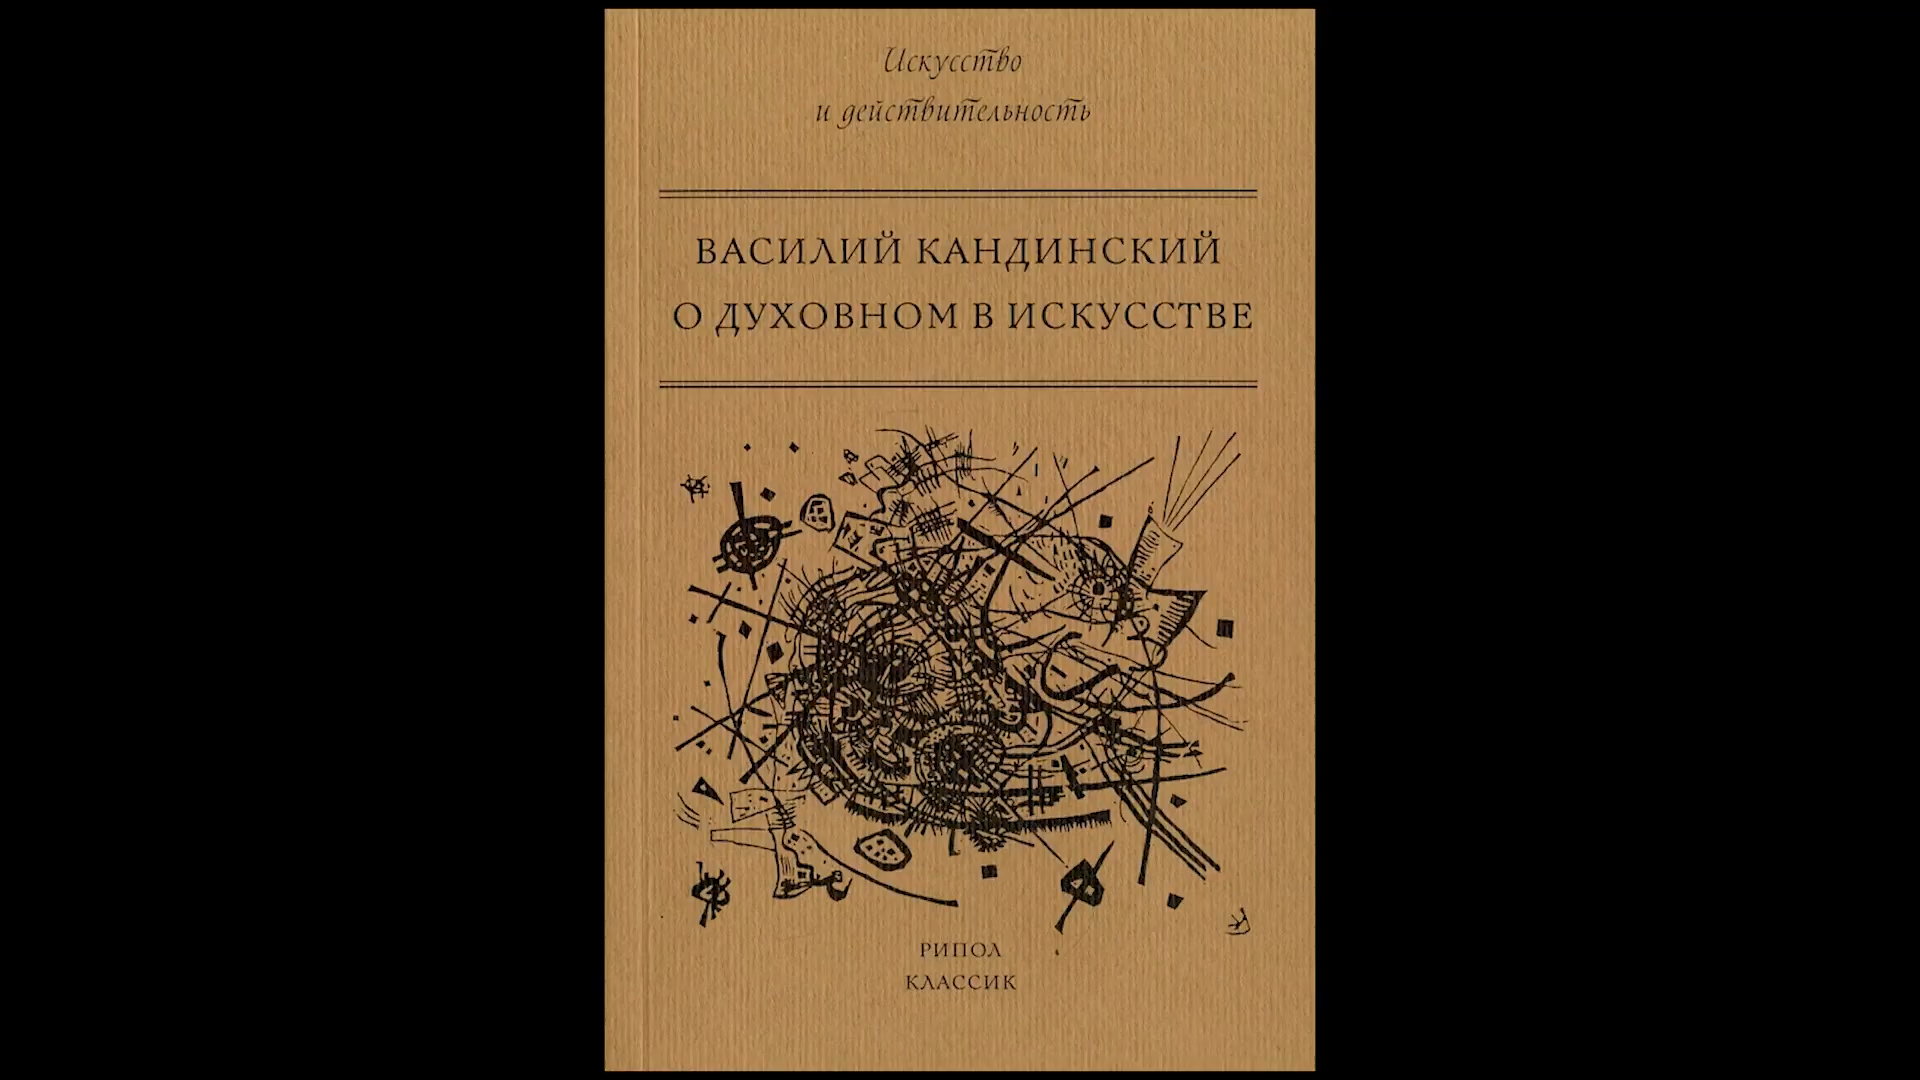 Искусство
и действительность
ВАСИЛИЙ КАНДИНСКИЙ
О ДУХОВНОМ В ИСКУССТВЕ
РИПОЛ
КЛАССИК